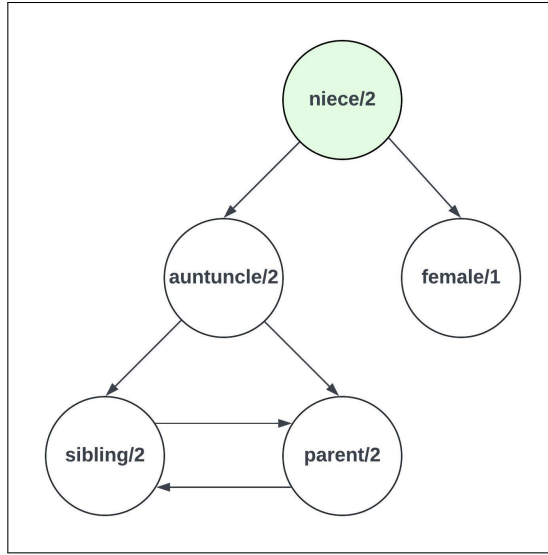 niece/2
auntuncle/2
female/1
sibling/2
parent/2